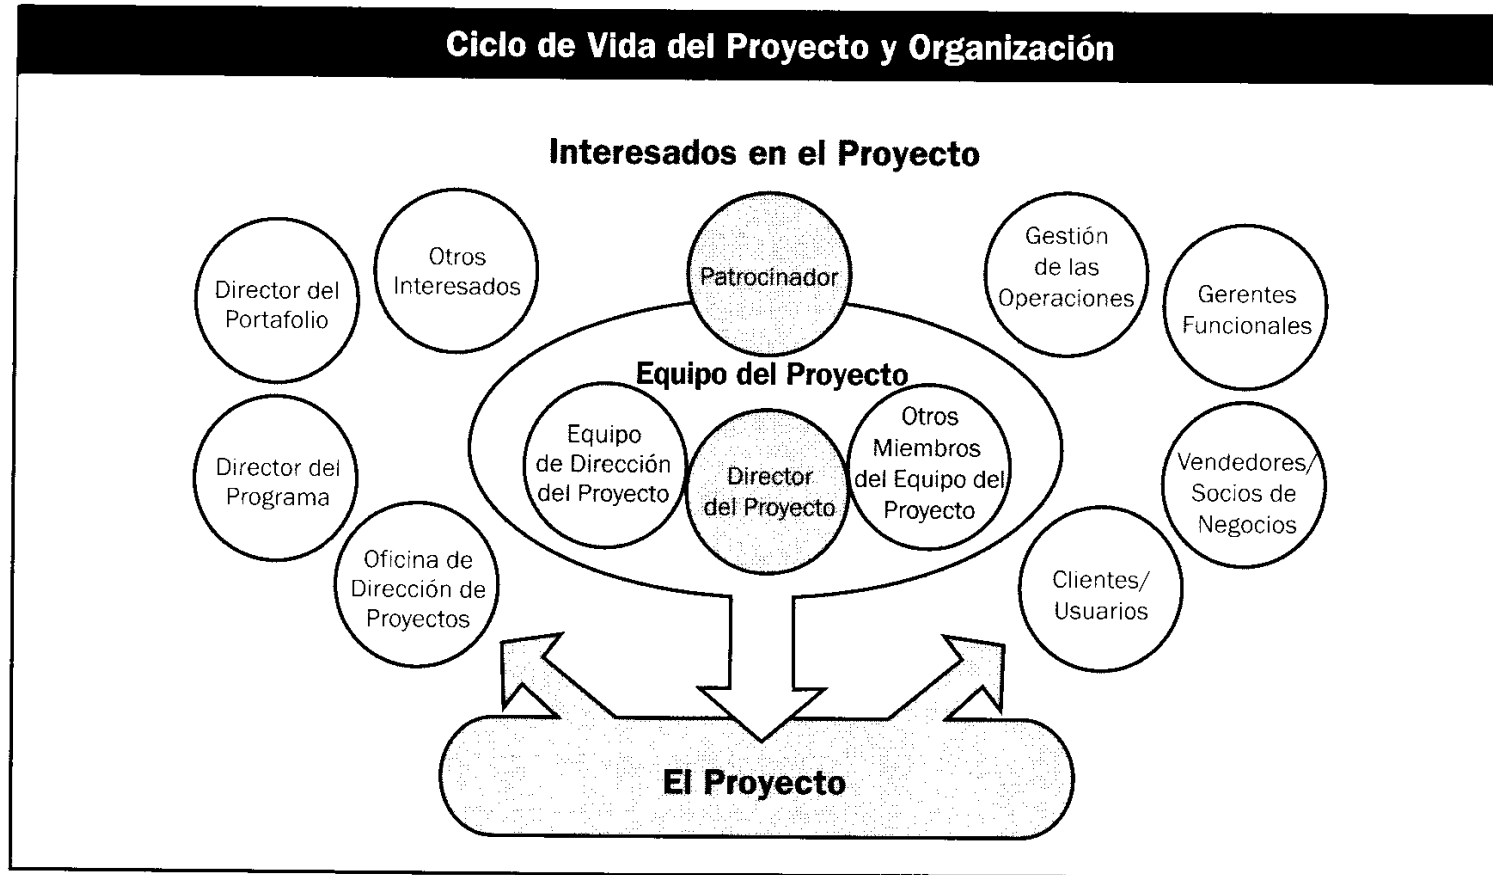 Ciclo de Vida del Proyecto y Organización
Interesados en el Proyecto
Director del
Portafolio
Otros
Interesados
Patrocinador
Gestión
de las
Operaciones
Gerentes
Funcionales
Equipo del Proyecto
Equipo
de Dirección
del Proyecto
Director
del Proyecto
Otros
Miembros
del Equipo del
Proyecto
Director del
Programa
Oficina de
Dirección de
Proyectos
Vendedores/
Socios de
Negocios
Clientes/
Usuarios
El Proyecto